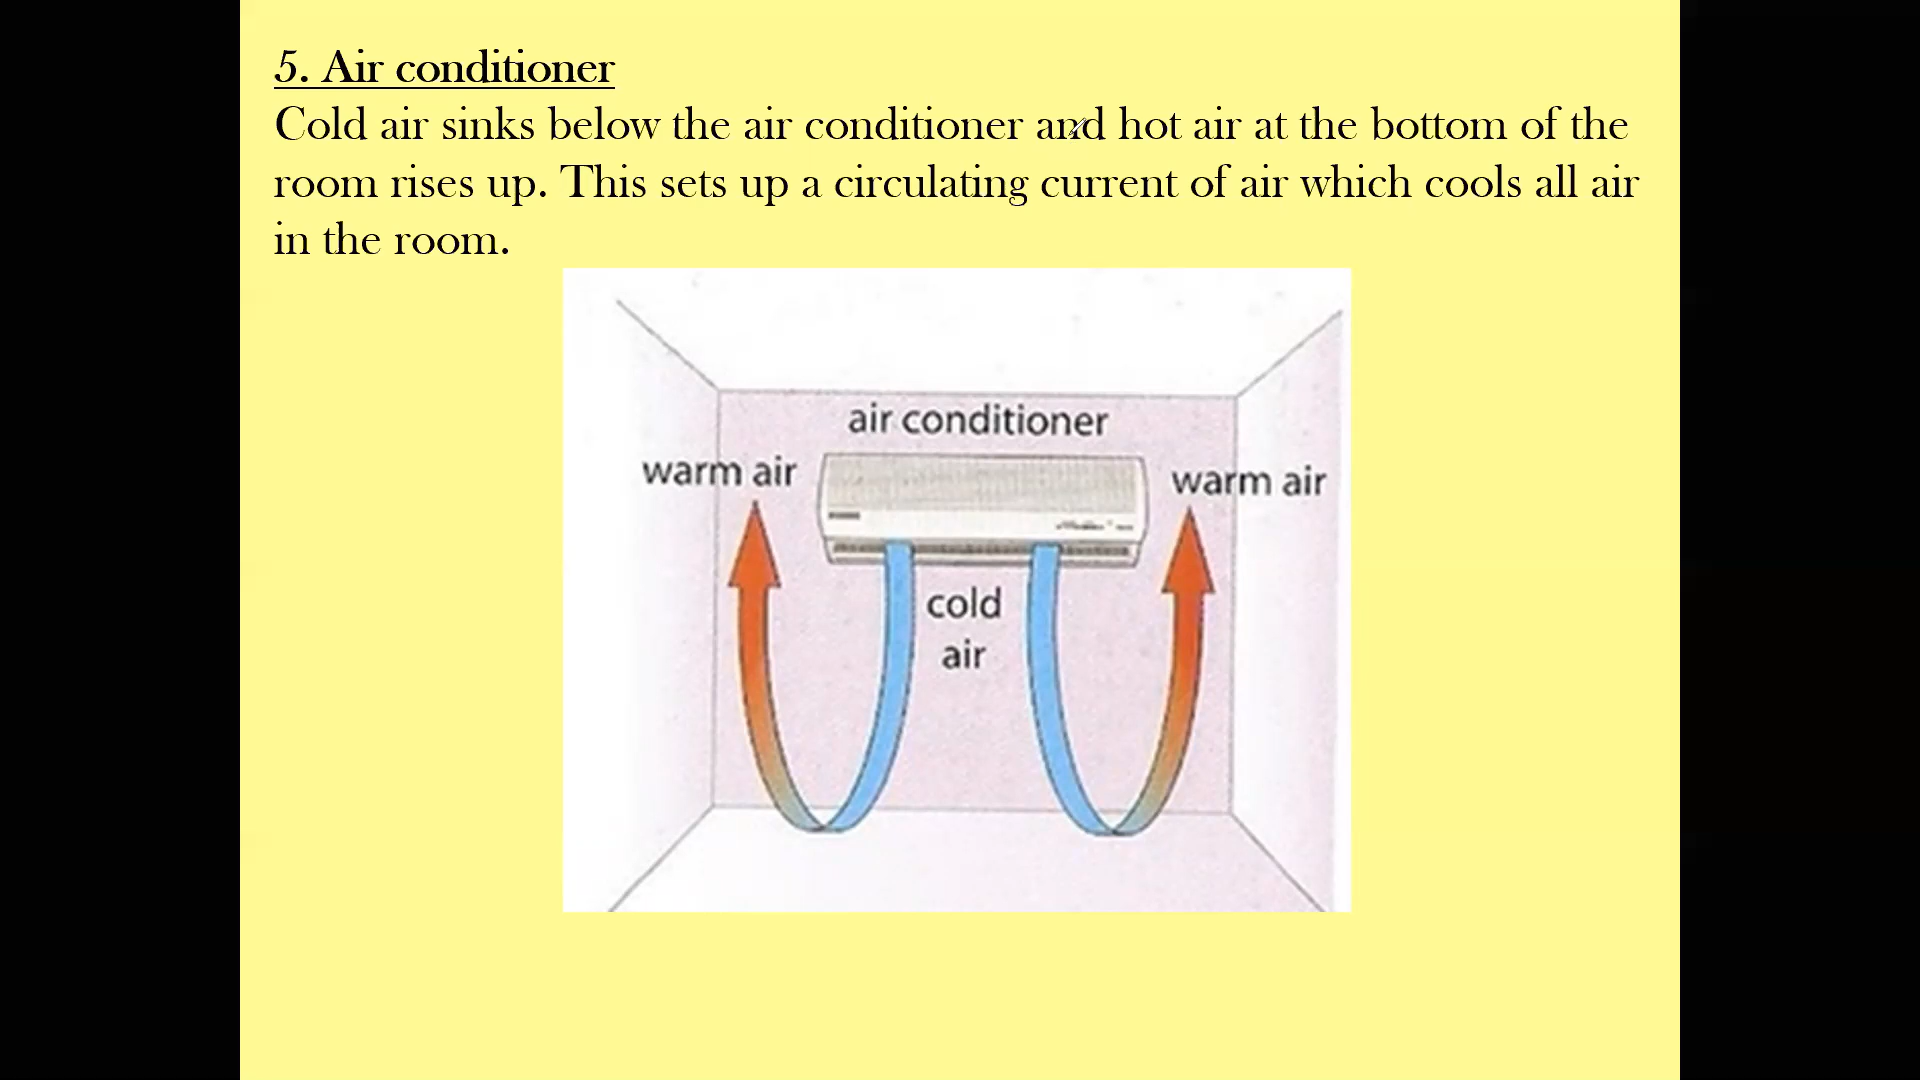 5. Air conditioner
Cold air sinks below the air conditioner and hot air at the bottom of the
room rises up. This sets up a circulating current of air which cools all air
in the room.
air conditioner
warm air
warm air
cold
air